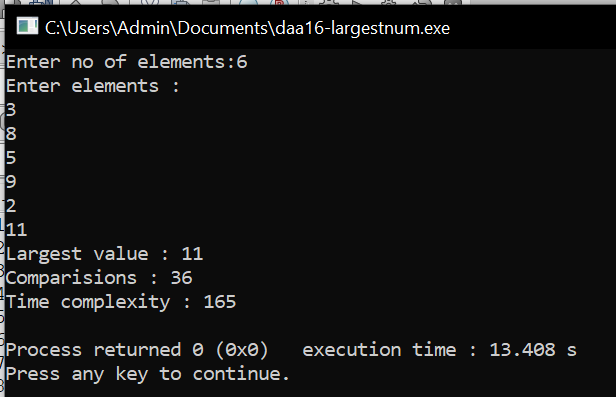 C:\Users\Admin\Documents\daa16-largestnum.exe
Enter no of elements:6
Enter elements :
3
8
5
9
2
11
Largest value : 11
Comparisions : 36
Time complexity : 165
Process returned 0 (0x0)   execution time : 13.408 s
Press any key to continue.